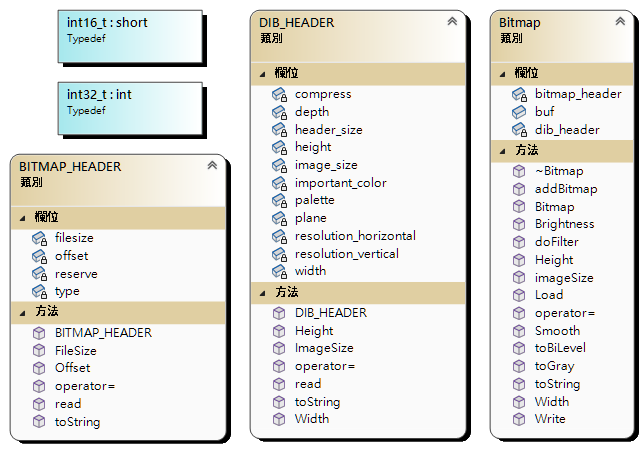 int16_t : short
Typedef
int32_t : int
Typedef
BITMAP_HEADER
類別
欄位
filesize
offset
reserve
type
方法
BITMAP_HEADER
FileSize
Offset
operator=
read
toString
DIB_HEADER
類別
欄位
compress
depth
header_size
height
image_size
important_color
palette
plane
resolution_horizontal
resolution_vertical
width
方法
DIB_HEADER
Height
ImageSize
operator=
read
toString
Width
Bitmap
類別
欄位
bitmap_header
buf
dib_header
方法
~Bitmap
addBitmap
Bitmap
Brightness
doFilter
Height
imageSize
Load
operator=
Smooth
toBiLevel
toGray
toString
Width
Write